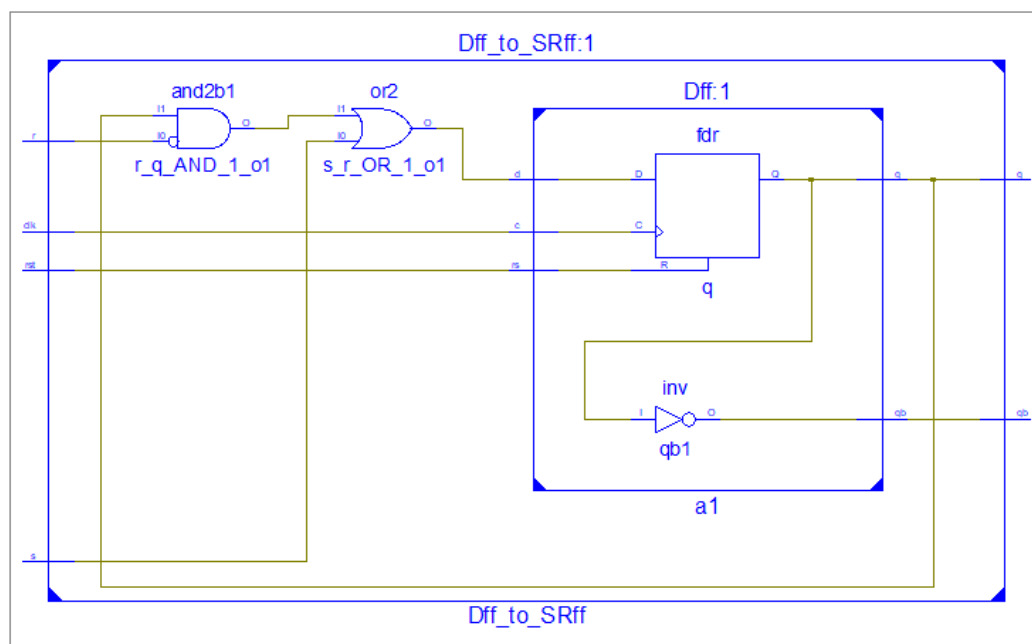 Dff_to_SRff:1
and2b1
or2
Dff:1
I1
O
I1
O
fdr
r
I0
I0
r_q_AND_1_o1
s_r_OR_1_o1
d
D
Q
q
q
clk
c
C
rst
rs
R
q
inv
I
O
qb
qb
qb1
a1
s
Dff_to_SRff